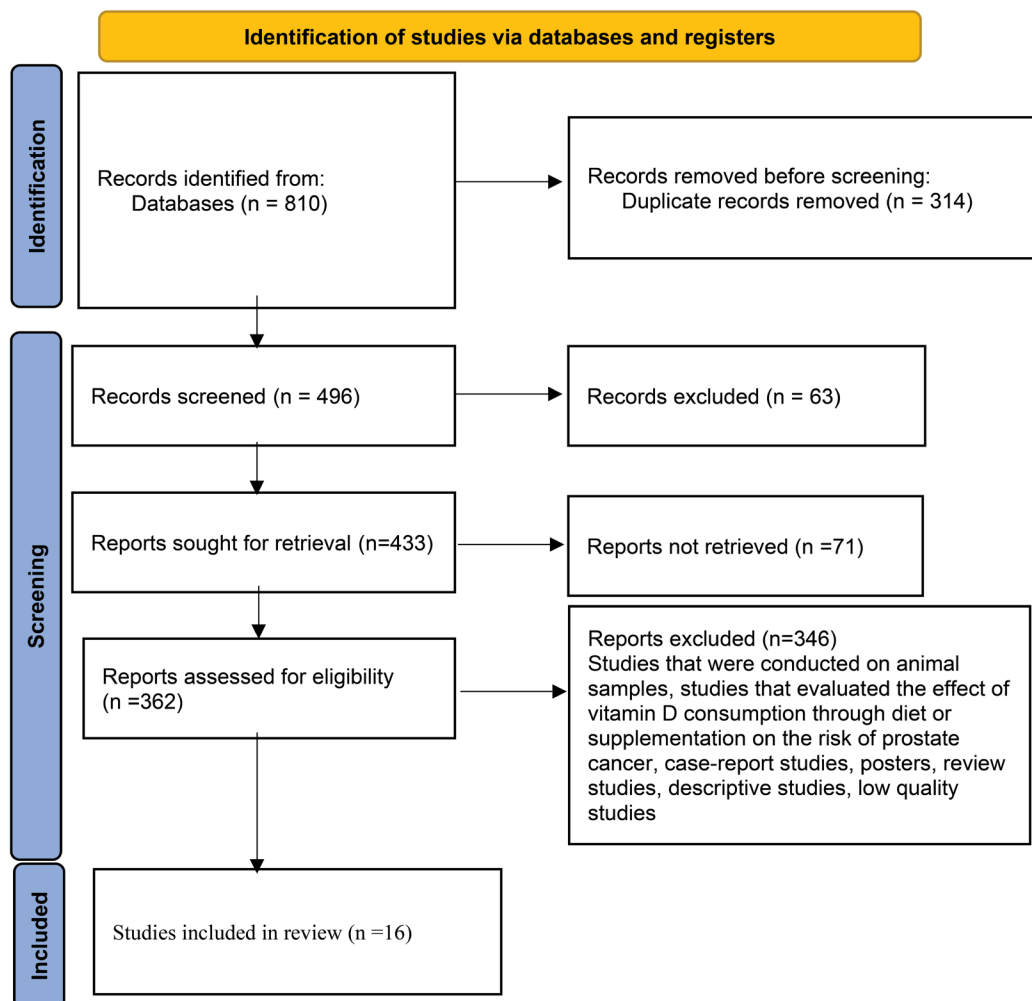 Identification of studies via databases and registers
Identification
Records identified from:
Databases (n = 810)
Records removed before screening:
Duplicate records removed (n = 314)
Screening
Records screened (n = 496)
Records excluded (n = 63)
Reports sought for retrieval (n=433)
Reports not retrieved (n =71)
Reports assessed for eligibility
(n =362)
Reports excluded (n=346)
Studies that were conducted on animal
samples, studies that evaluated the effect of
vitamin D consumption through diet or
supplementation on the risk of prostate
cancer, case-report studies, posters, review
studies, descriptive studies, low quality
studies
Included
Studies included in review (n =16)